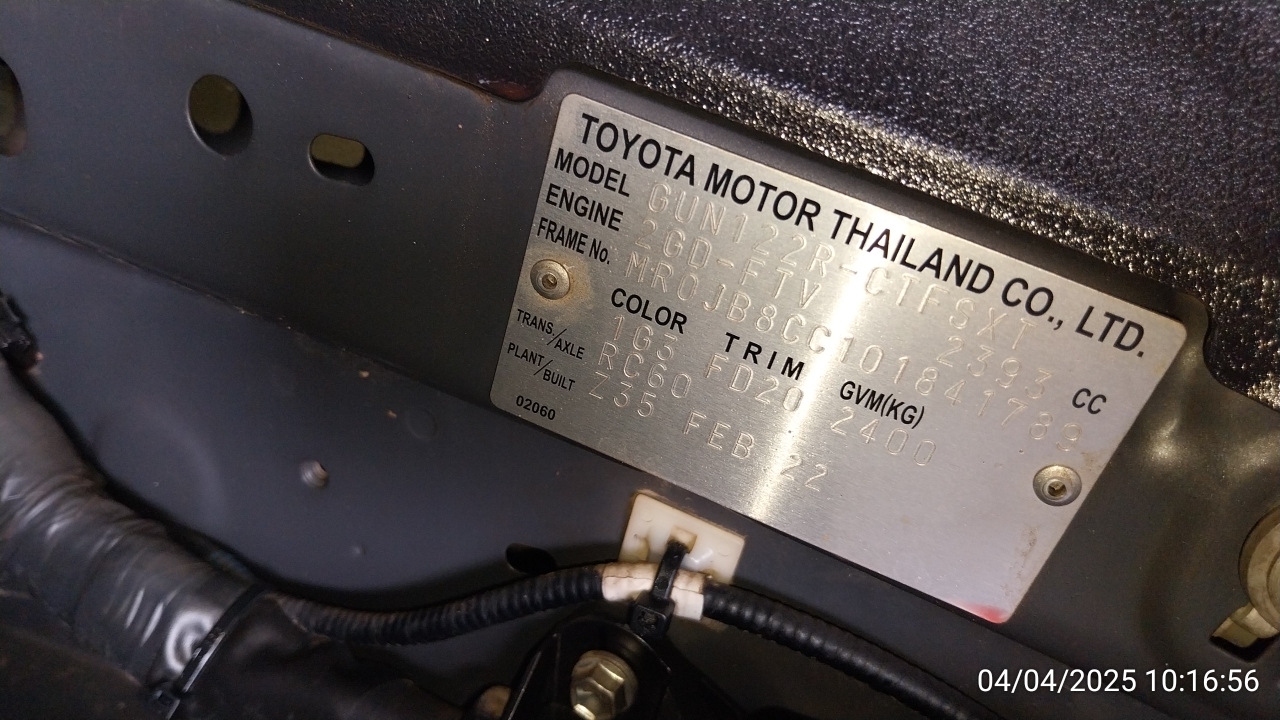 TOYOTA MOTOR THAILAND CO., LTD.
MODEL GUN122R-CTFSXT
ENGINE 2GD-FTV 2393 CC
FRAME No. MR0JB8CC101841789
COLOR TRIM GVM(KG)
1G3 FD20 2400
TRANS./AXLE RC60
PLANT/BUILT Z35 FEB 22
02060
04/04/2025 10:16:56